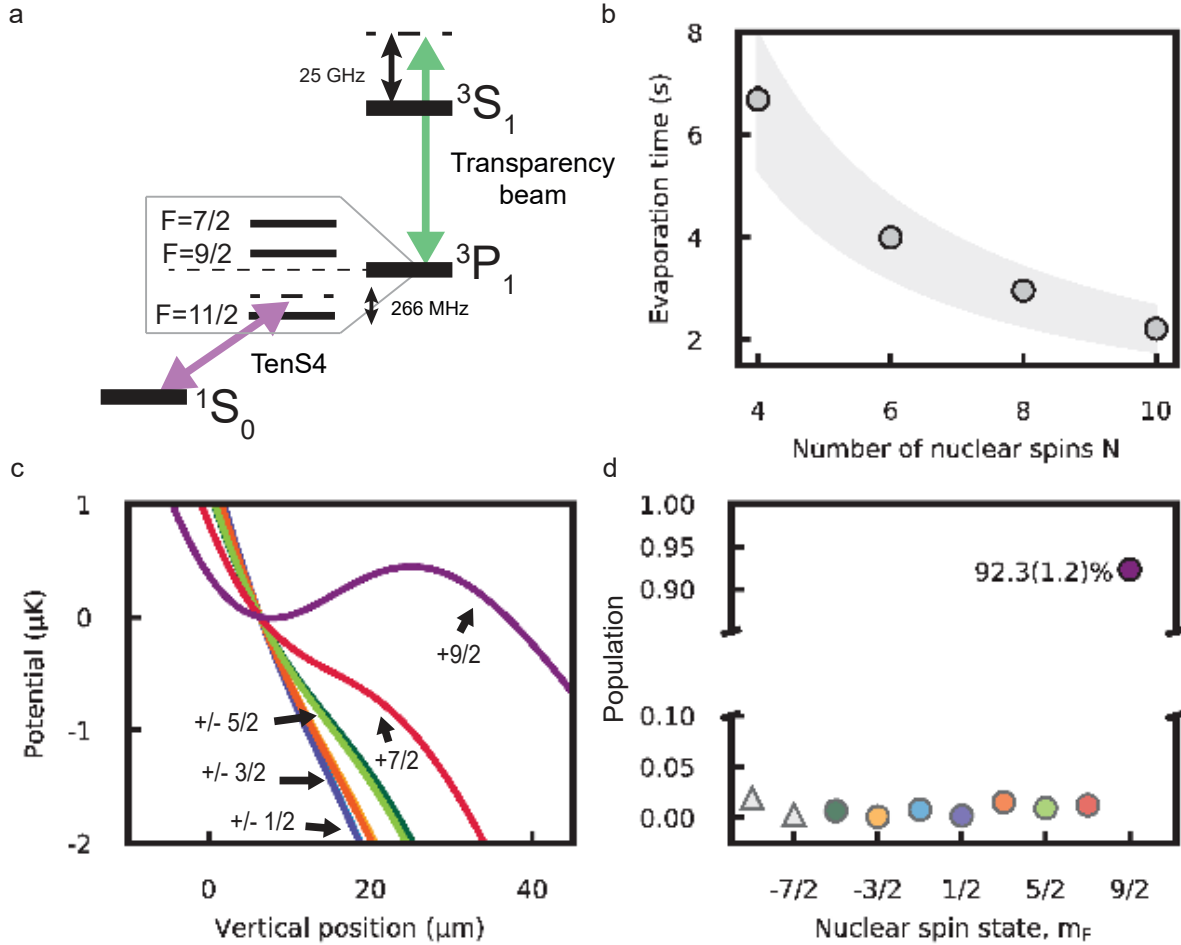 a
25 GHz
3S1
Transparency
beam
F=7/2
F=9/2
3P1
266 MHz
F=11/2
TenS4
1S0
b
8
6
4
2
Evaporation time (s)
4 6 8 10
Number of nuclear spins N
c
1
0
-1
-2
Potential (μK)
+9/2
+/- 5/2
+7/2
+/- 3/2
+/- 1/2
0 20 40
Vertical position (μm)
d
1.00
0.95
0.90
0.10
0.05
0.00
Population
92.3(1.2)%
-7/2 -3/2 1/2 5/2 9/2
Nuclear spin state, mF